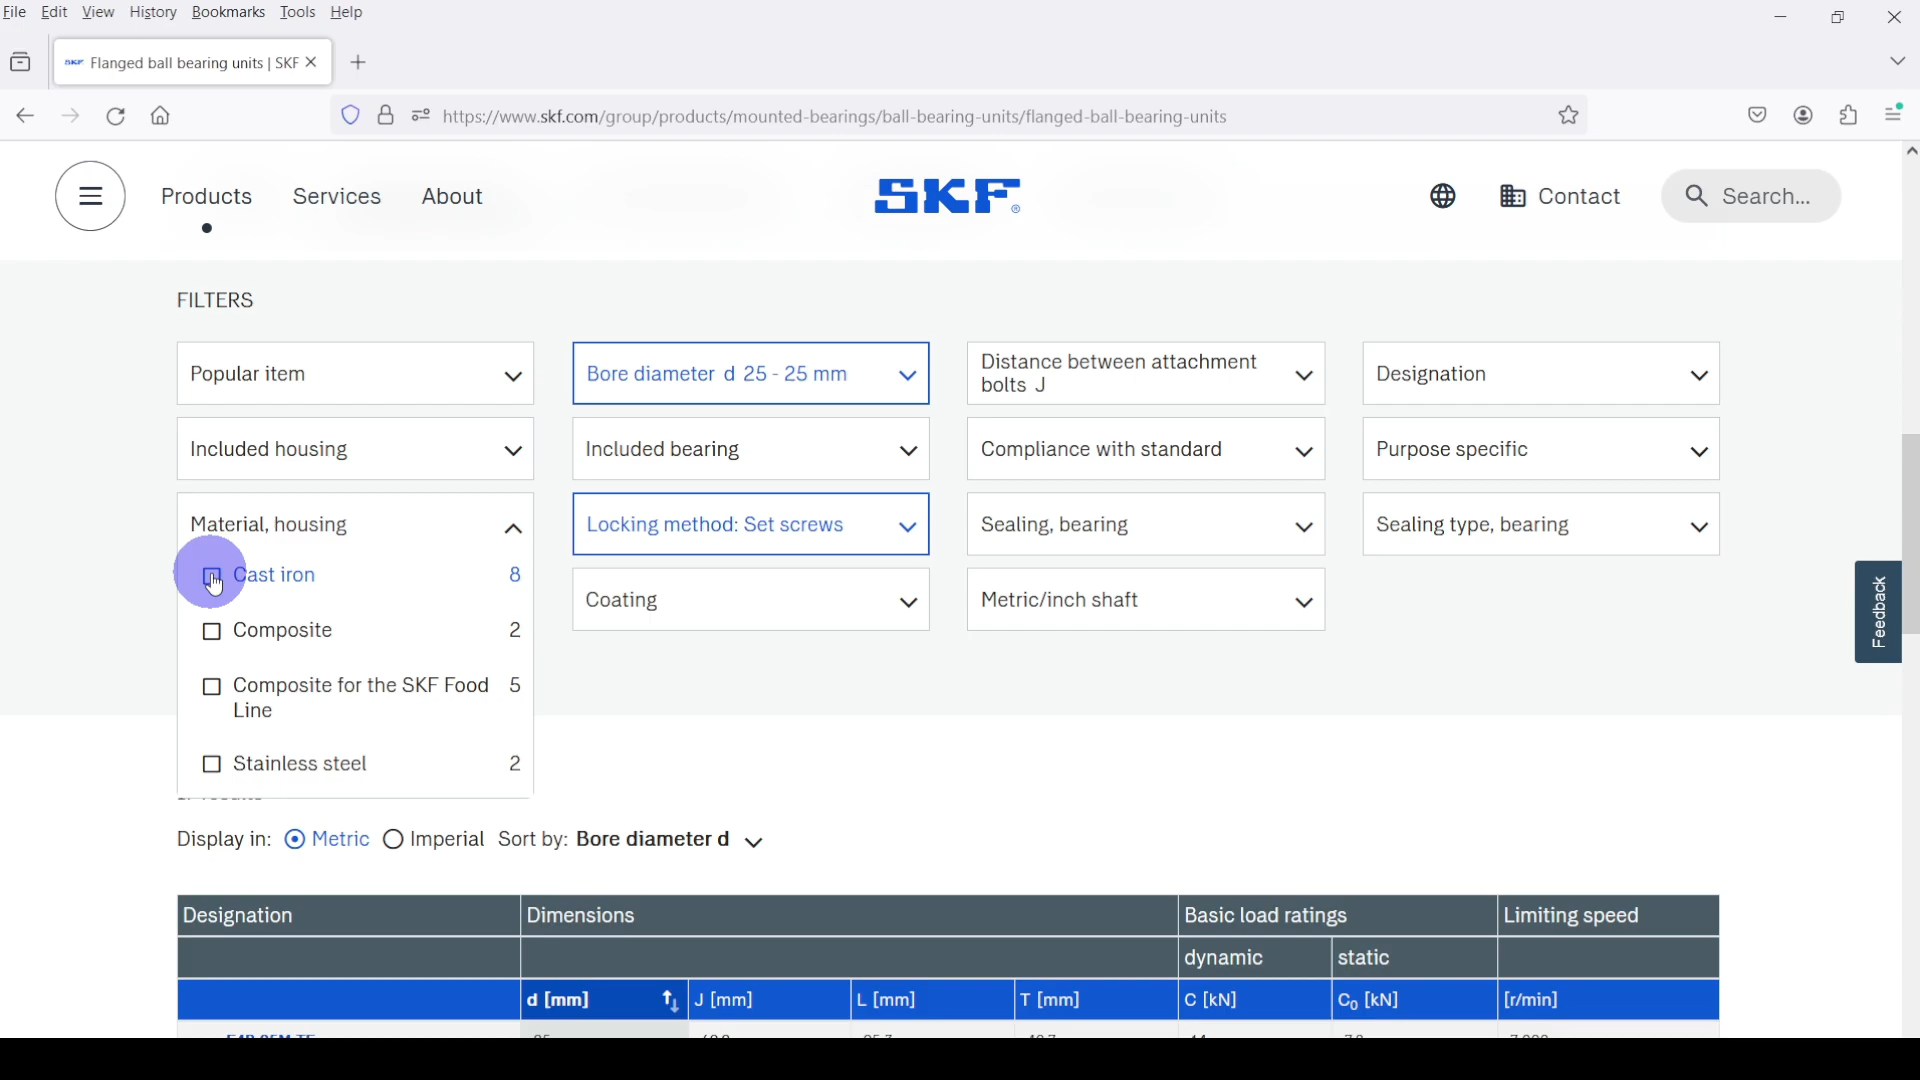 File Edit View History Bookmarks Tools Help
SKF Flanged ball bearing units | SKF
https://www.skf.com/group/products/mounted-bearings/ball-bearing-units/flanged-ball-bearing-units
Products Services About SKF® Contact Search...
FILTERS
Popular item
Bore diameter d 25 - 25 mm
Distance between attachment
bolts J
Designation
Included housing
Included bearing
Compliance with standard
Purpose specific
Material, housing
Locking method: Set screws
Sealing, bearing
Sealing type, bearing
Cast iron 8
Coating
Metric/inch shaft
Composite 2
Composite for the SKF Food 5
Line
Stainless steel 2
Feedback
Display in: Metric Imperial Sort by: Bore diameter d
Designation Dimensions Basic load ratings Limiting speed
dynamic static
d [mm] J [mm] L [mm] T [mm] C [kN] C₀ [kN] [r/min]